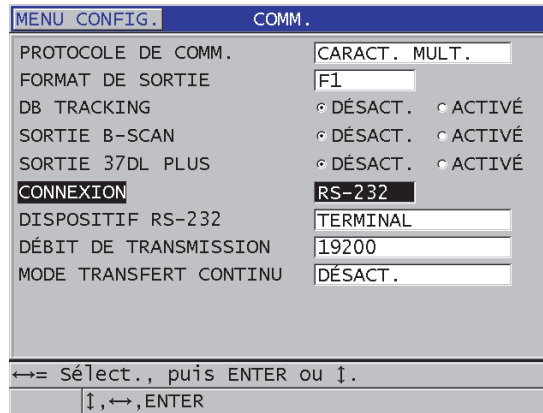 MENU CONFIG. COMM.
PROTOCOLE DE COMM. CARACT. MULT.
FORMAT DE SORTIE F1
DB TRACKING DÉSACT. ACTIVÉ
SORTIE B-SCAN DÉSACT. ACTIVÉ
SORTIE 37DL PLUS DÉSACT. ACTIVÉ
CONNEXION RS-232
DISPOSITIF RS-232 TERMINAL
DÉBIT DE TRANSMISSION 19200
MODE TRANSFERT CONTINU DÉSACT.
↔= Sélect., puis ENTER ou ↕.
↕,↔,ENTER